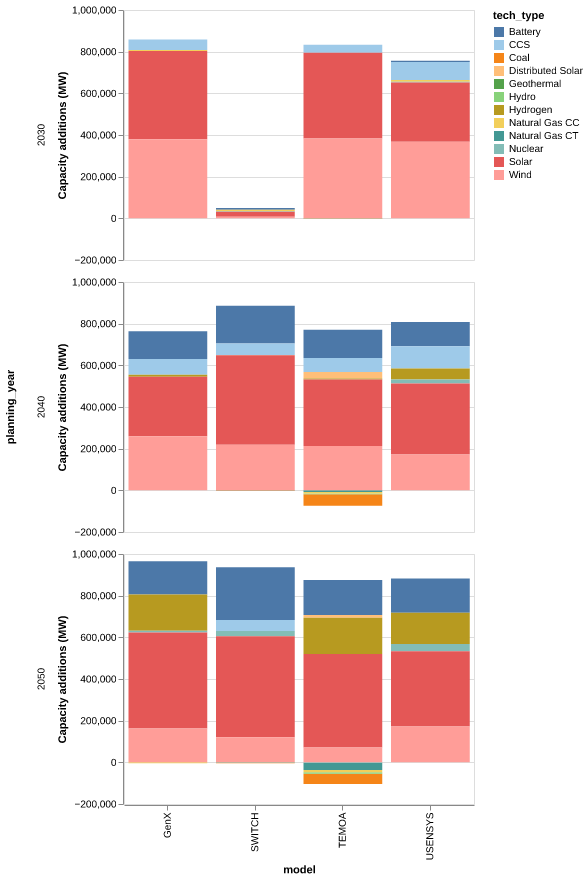 tech_type
Battery
CCS
Coal
Distributed Solar
Geothermal
Hydro
Hydrogen
Natural Gas CC
Natural Gas CT
Nuclear
Solar
Wind
planning_year
2030
Capacity additions (MW)
1,000,000
800,000
600,000
400,000
200,000
0
−200,000
2040
Capacity additions (MW)
1,000,000
800,000
600,000
400,000
200,000
0
−200,000
2050
Capacity additions (MW)
1,000,000
800,000
600,000
400,000
200,000
0
−200,000
GenX
SWITCH
TEMOA
USENSYS
model